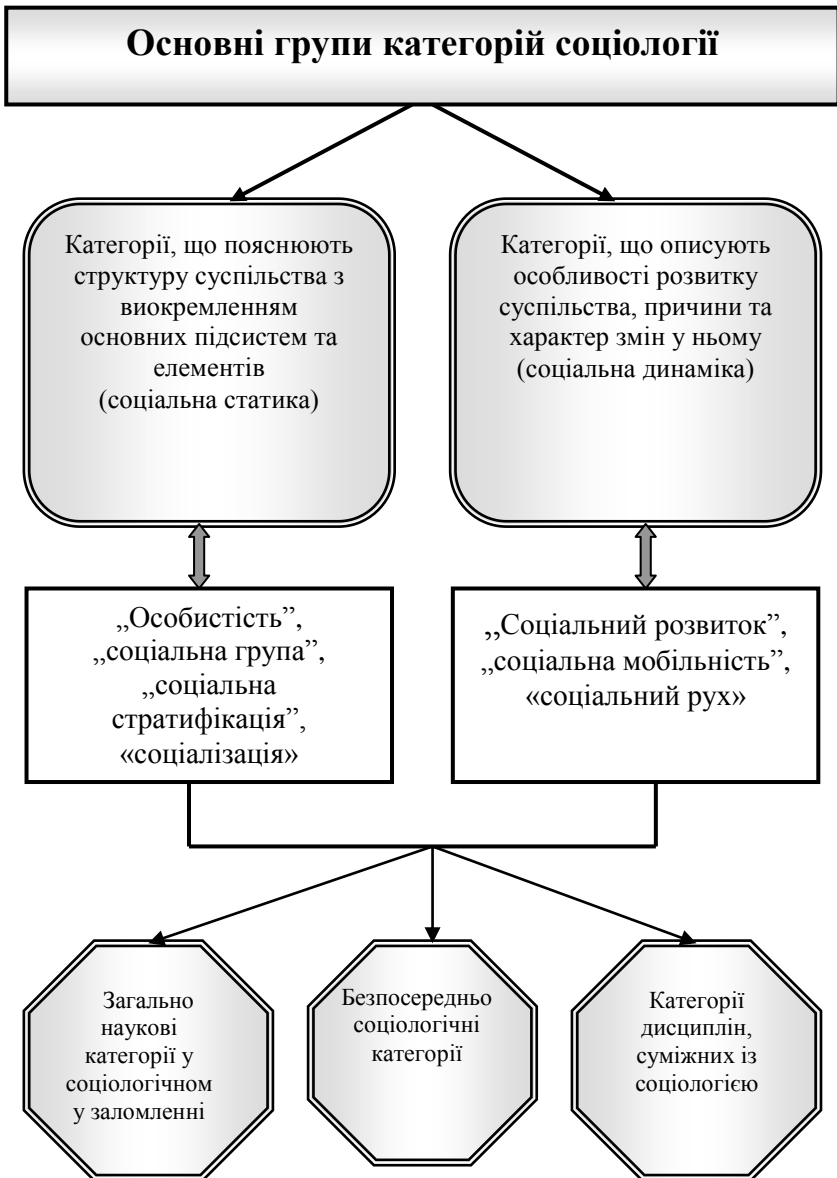 Основні групи категорій соціології
Категорії, що пояснюють
структуру суспільства з
виокремленням
основних підсистем та
елементів
(соціальна статика)
Категорії, що описують
особливості розвитку
суспільства, причини та
характер змін у ньому
(соціальна динаміка)
„Особистість”,
„соціальна група”,
„соціальна
стратифікація”,
«соціалізація»
„Соціальний розвиток”,
„соціальна мобільність”,
«соціальний рух»
Загально
наукові
категорії у
соціологічном
у заломленні
Безпосередньо
соціологічні
категорії
Категорії
дисциплін,
суміжних із
соціологією